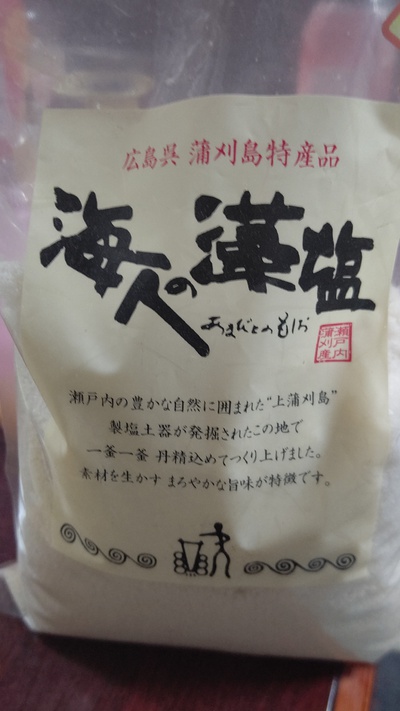 広島呉 蒲刈島特産品
海人の藻塩
あまびとのもしお
瀬戸内
蒲刈産
瀬戸内の豊かな自然に囲まれた"上蒲刈島"
製塩土器が発掘されたこの地で
一釜一釜 丹精込めてつくり上げました。
素材を生かす まろやかな旨味が特徴です。